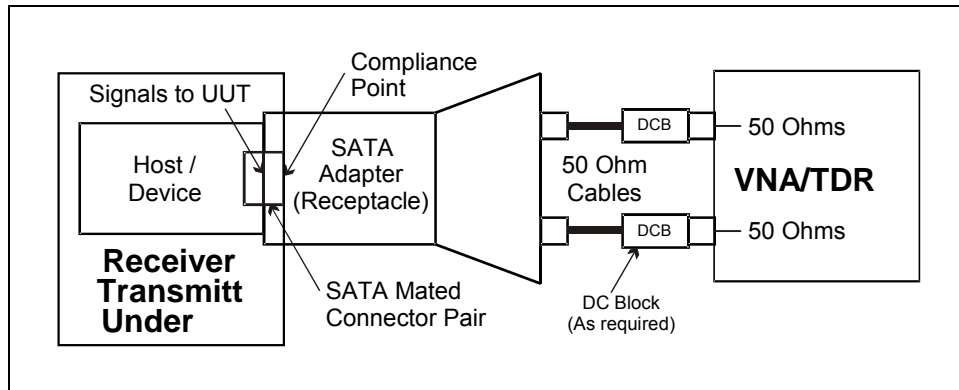 Compliance
Point
Signals to UUT
Host /
Device
SATA
Adapter
(Receptacle)
DCB
50 Ohms
50 Ohm
Cables
VNA/TDR
DCB
50 Ohms
Receiver
Transmitt
Under
SATA Mated
Connector Pair
DC Block
(As required)